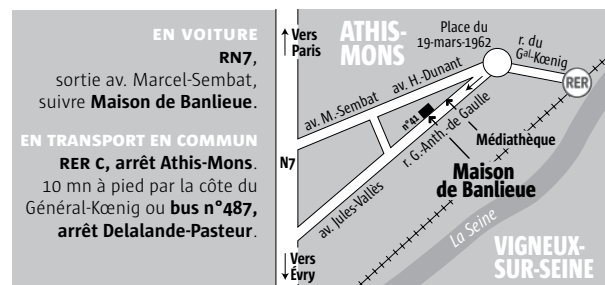 EN VOITURE
RN7,
sortie av. Marcel-Sembat,
suivre Maison de Banlieue.
EN TRANSPORT EN COMMUN
RER C, arrêt Athis-Mons.
10 mn à pied par la côte du
Général-Kœnig ou bus n°487,
arrêt Delalande-Pasteur.
Vers
Paris
ATHIS-
MONS
Place du
19-mars-1962
r. du
Gal-Kœnig
RER
av. H.-Dunant
av. M.-Sembat
n°41
r. G.-Anth.-de Gaulle
Médiathèque
Maison
de Banlieue
N7
av. Jules-Vallès
La Seine
VIGNEUX-
SUR-SEINE
Vers
Évry